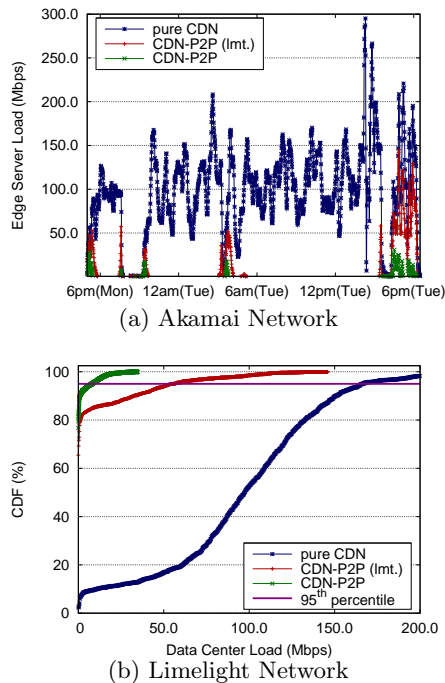 300.0
250.0
200.0
150.0
100.0
50.0
Edge Server Load (Mbps)
pure CDN
CDN-P2P (lmt.)
CDN-P2P
6pm(Mon) 12am(Tue) 6am(Tue) 12pm(Tue) 6pm(Tue)
(a) Akamai Network
100
80
60
40
20
0
CDF (%)
pure CDN
CDN-P2P (lmt.)
CDN-P2P
95th percentile
0 50.0 100.0 150.0 200.0
Data Center Load (Mbps)
(b) Limelight Network